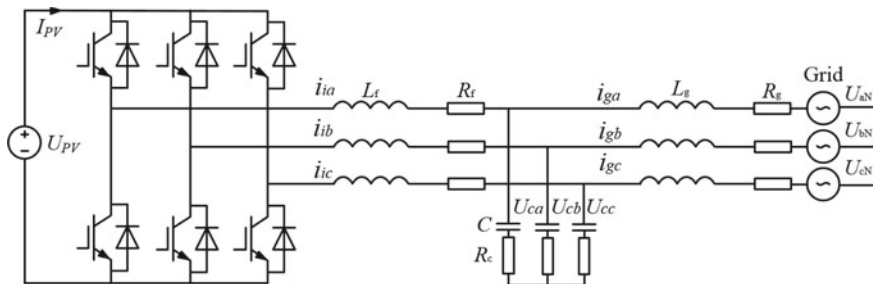 I_PV
Grid
i_ia L_f R_f i_ga L_g R_g U_aN
U_PV
i_ib i_gb U_bN
i_ic i_gc U_cN
C U_ca U_cb U_cc
R_c